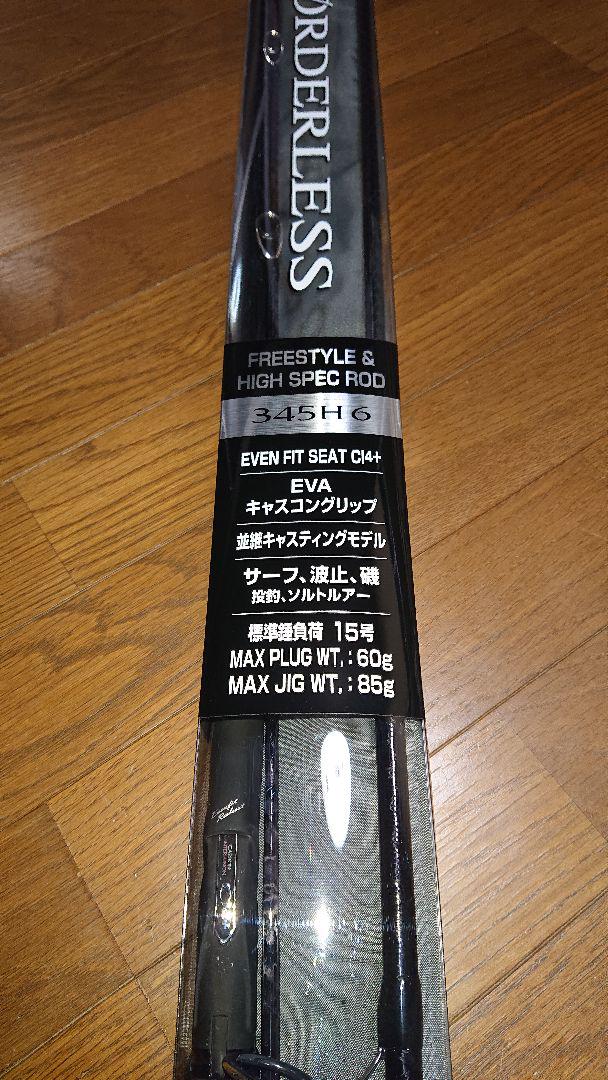 ØRDERLESS
FREESTYLE &
HIGH SPEC ROD
345H 6
EVEN FIT SEAT CI4+
EVA
キャスコングリップ
並継キャスティングモデル
サーフ、波止、磯
投釣、ソルトルアー
標準錘負荷 15号
MAX PLUG WT,:60g
MAX JIG WT,:85g